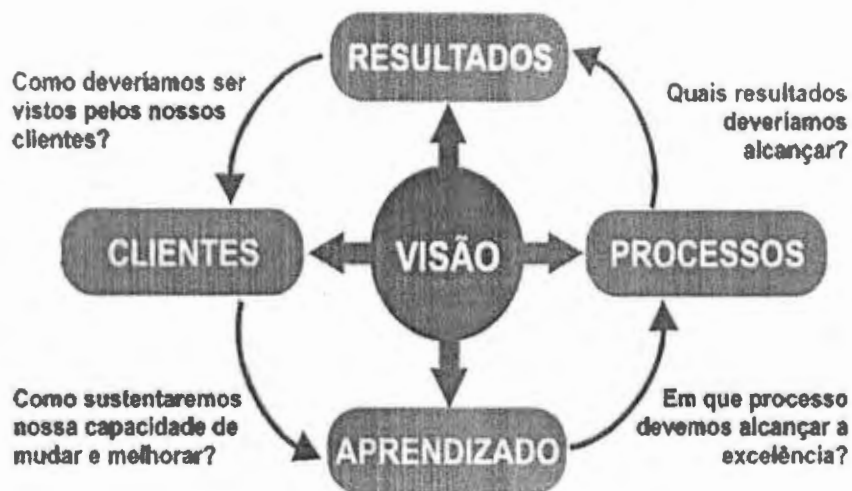 RESULTADOS
Como deveríamos ser
vistos pelos nossos
clientes?
Quais resultados
deveríamos
alcançar?
CLIENTES
VISÃO
PROCESSOS
Como sustentaremos
nossa capacidade de
mudar e melhorar?
APRENDIZADO
Em que processo
devemos alcançar a
excelência?